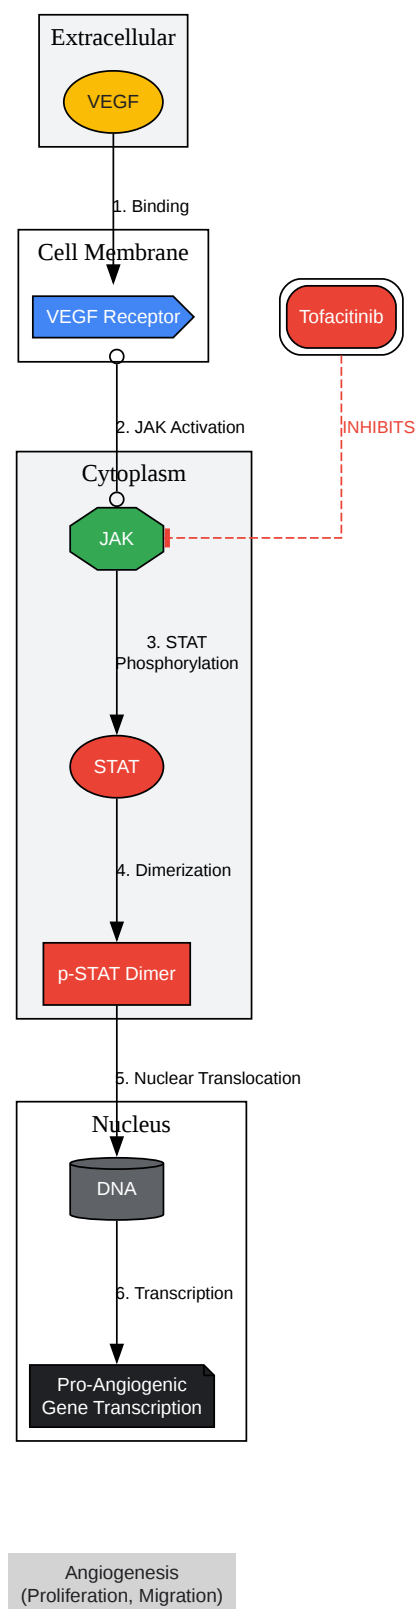 Extracellular
VEGF
1. Binding
Cell Membrane
VEGF Receptor
Tofacitinib
2. JAK Activation
INHIBITS
Cytoplasm
JAK
3. STAT
Phosphorylation
STAT
4. Dimerization
p-STAT Dimer
5. Nuclear Translocation
Nucleus
DNA
6. Transcription
Pro-Angiogenic
Gene Transcription
Angiogenesis
(Proliferation, Migration)